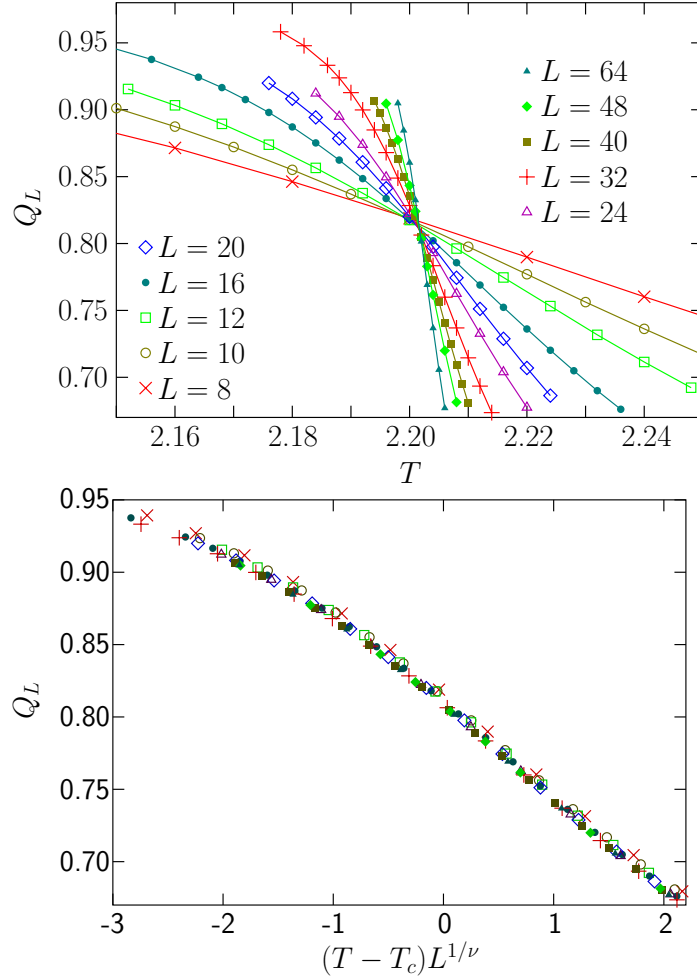 0.95
0.90
0.85
0.80
0.75
0.70
Q_L
L = 64
L = 48
L = 40
L = 32
L = 24
L = 20
L = 16
L = 12
L = 10
L = 8
2.16 2.18 2.20 2.22 2.24
T
0.95
0.90
0.85
0.80
0.75
0.70
Q_L
-3 -2 -1 0 1 2
(T − T_c)L^{1/ν}